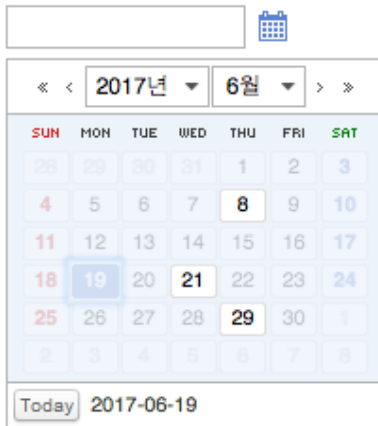 « ‹ 2017년 6월 › »
SUN MON TUE WED THU FRI SAT
28 29 30 31 1 2 3
4 5 6 7 8 9 10
11 12 13 14 15 16 17
18 19 20 21 22 23 24
25 26 27 28 29 30 1
2 3 4 5 6 7 8
Today 2017-06-19